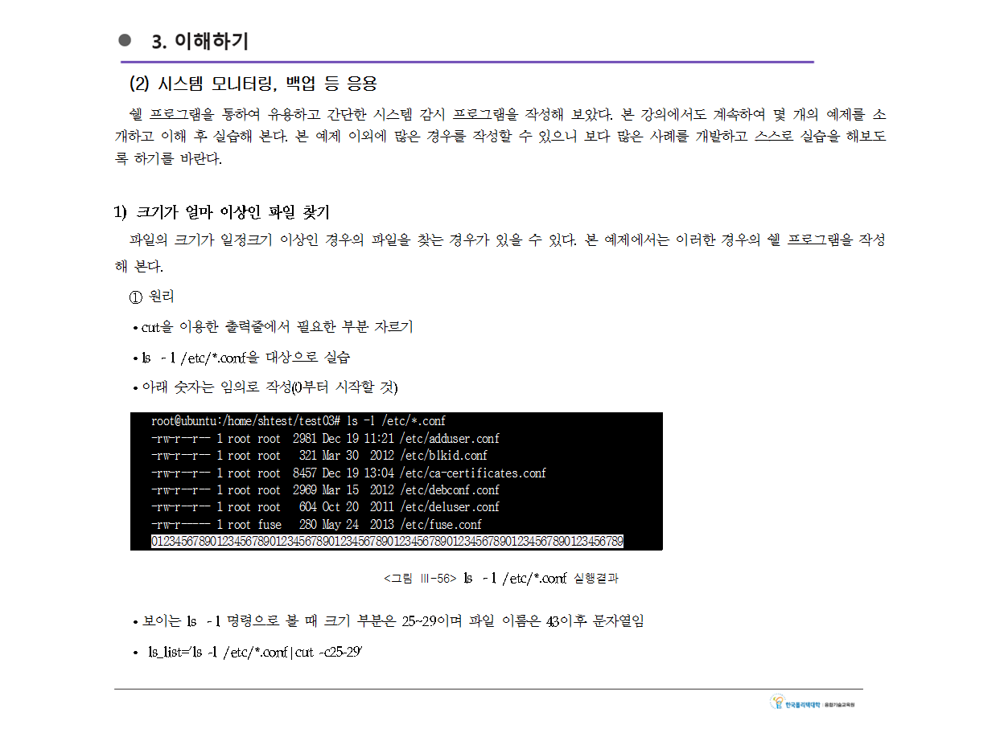 ● 3. 이해하기
(2) 시스템 모니터링, 백업 등 응용
쉘 프로그램을 통하여 유용하고 간단한 시스템 감시 프로그램을 작성해 보았다. 본 강의에서도 계속하여 몇 개의 예제를 소
개하고 이해 후 실습해 본다. 본 예제 이외에 많은 경우를 작성할 수 있으니 보다 많은 사례를 개발하고 스스로 실습을 해보도
록 하기를 바란다.
1) 크기가 얼마 이상인 파일 찾기
파일의 크기가 일정크기 이상인 경우의 파일을 찾는 경우가 있을 수 있다. 본 예제에서는 이러한 경우의 쉘 프로그램을 작성
해 본다.
① 원리
• cut을 이용한 출력줄에서 필요한 부분 자르기
• ls -l /etc/*.conf을 대상으로 실습
• 아래 숫자는 임의로 작성(0부터 시작할 것)
root@ubuntu:/home/shtest/test03# ls -l /etc/*.conf
-rw-r--r-- 1 root root  2981 Dec 19 11:21 /etc/adduser.conf
-rw-r--r-- 1 root root   321 Mar 30  2012 /etc/blkid.conf
-rw-r--r-- 1 root root  8457 Dec 19 13:04 /etc/ca-certificates.conf
-rw-r--r-- 1 root root  2969 Mar 15  2012 /etc/debconf.conf
-rw-r--r-- 1 root root   604 Oct 20  2011 /etc/deluser.conf
-rw-r----- 1 root fuse   280 May 24  2013 /etc/fuse.conf
01234567890123456789012345678901234567890123456789012345678901234567890123456789
<그림 Ⅲ-56> ls -l /etc/*.conf 실행결과
• 보이는 ls -l 명령으로 볼 때 크기 부분은 25~29이며 파일 이름은 43이후 문자열임
• ls_list='ls -l /etc/*.conf|cut -c25-29'
한국폴리텍대학 | 융합기술교육원